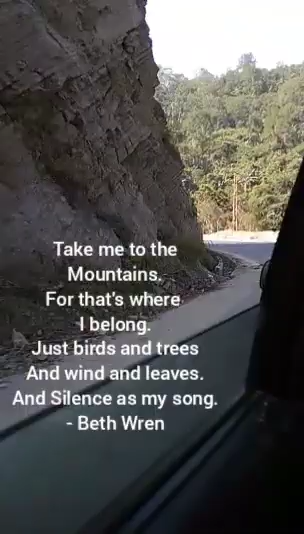 Take me to the
Mountains.
For that's where
I belong.
Just birds and trees
And wind and leaves.
And Silence as my song.
- Beth Wren